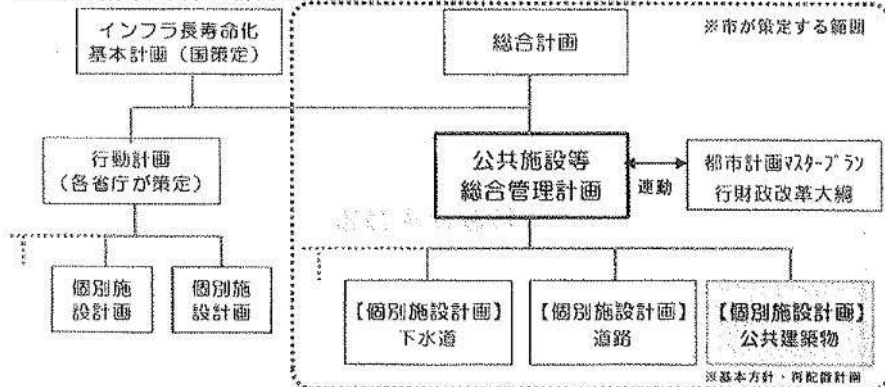 インフラ長寿命化
基本計画（国策定）
総合計画
※市が策定する範囲
行動計画
（各省庁が策定）
公共施設等
総合管理計画
連動
都市計画ﾏｽﾀｰﾌﾟﾗﾝ
行財政改革大綱
個別施
設計画
個別施
設計画
【個別施設計画】
下水道
【個別施設計画】
道路
【個別施設計画】
公共建築物
※基本方針・再配置計画